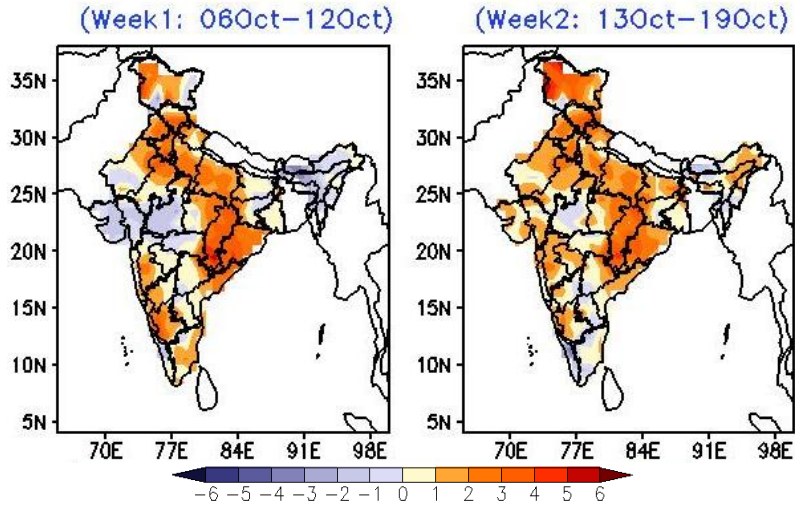 (Week1: 06Oct−12Oct) (Week2: 13Oct−19Oct)
35N 35N
30N 30N
25N 25N
20N 20N
15N 15N
10N 10N
5N 5N
70E 77E 84E 91E 98E 70E 77E 84E 91E 98E
−6 −5 −4 −3 −2 −1 0 1 2 3 4 5 6